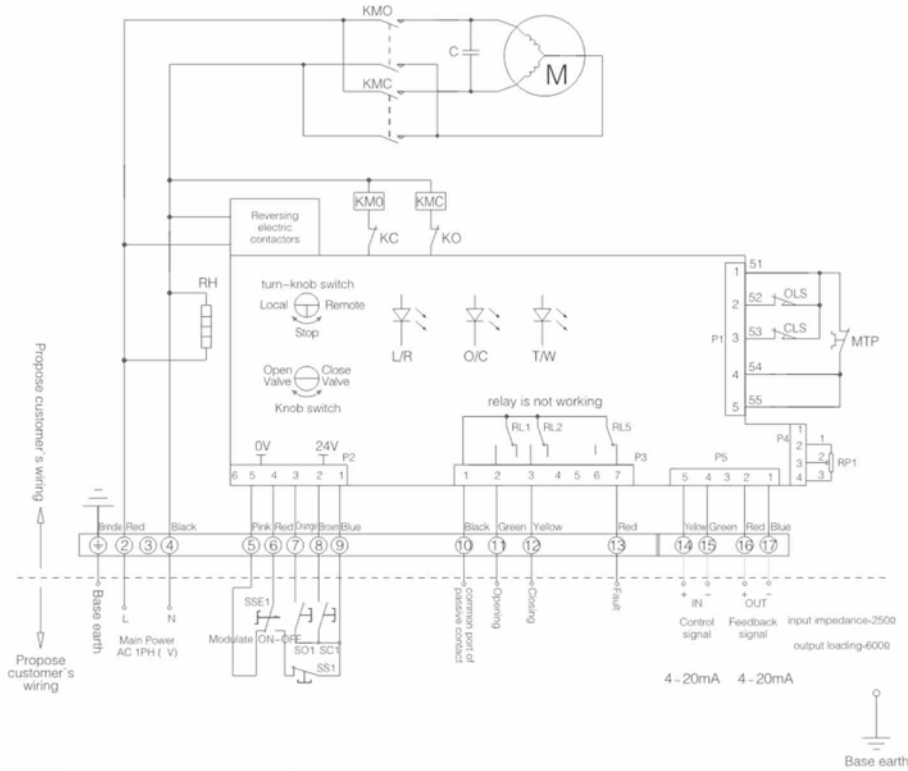 KMO
C
M
KMC
KM0
KMC
Reversing
electric
contactors
KC
KO
RH
turn-knob switch
Local
Remote
Stop
L/R
O/C
T/W
Open
Valve
Close
Valve
Knob switch
1
51
2
52
OLS
3
53
CLS
P1
MTP
4
54
5
55
relay is not working
RL1
RL2
RL5
0V
24V
P2
6 5 4 3 2 1
P3
1 2 3 4 5 6 7
P5
5 4 3 2 1
P4
1
2
3
4
1
2
3
RP1
Propose customer's wiring
Red
Black
Pink
Red
Orange
Brown
Blue
Black
Green
Yellow
Red
Yellow
Green
Red
Blue
2 3 4 5 6 7 8 9 10 11 12 13 14 15 16 17
Base earth
L
N
Main Power
AC 1PH ( V)
SSE1
Modulate ON-OFF
SO1
SC1
SS1
common port of
passive contact
Opening
Closing
Fault
+ −
IN
Control
signal
+ −
OUT
Feedback
signal
input impedance-250Ω
output loading-600Ω
4~20mA
4~20mA
Propose
customer's
wiring
Base earth